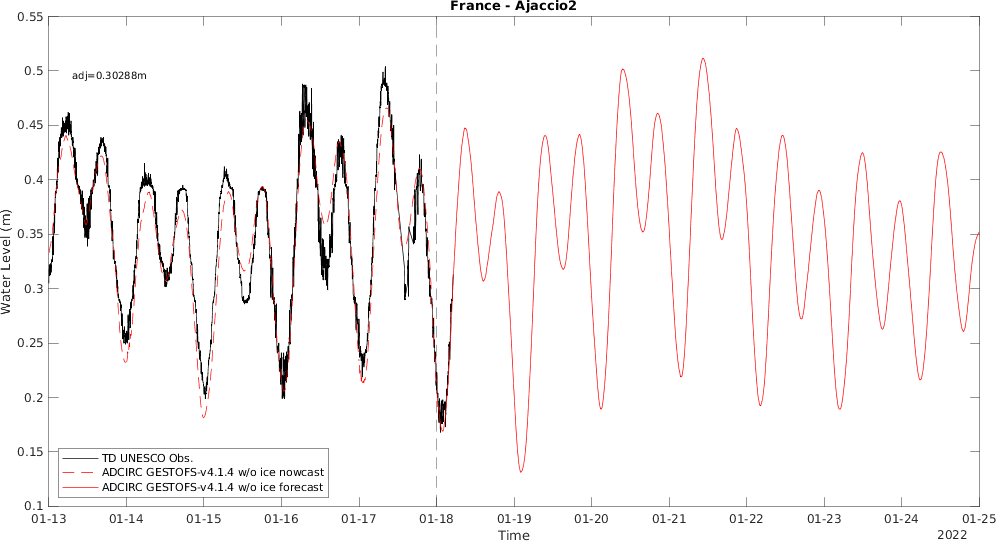 France - Ajaccio2
adj=0.30288m
Water Level (m)
0.55
0.5
0.45
0.4
0.35
0.3
0.25
0.2
0.15
0.1
TD UNESCO Obs.
ADCIRC GESTOFS-v4.1.4 w/o ice nowcast
ADCIRC GESTOFS-v4.1.4 w/o ice forecast
01-13 01-14 01-15 01-16 01-17 01-18 01-19 01-20 01-21 01-22 01-23 01-24 01-25
Time
2022